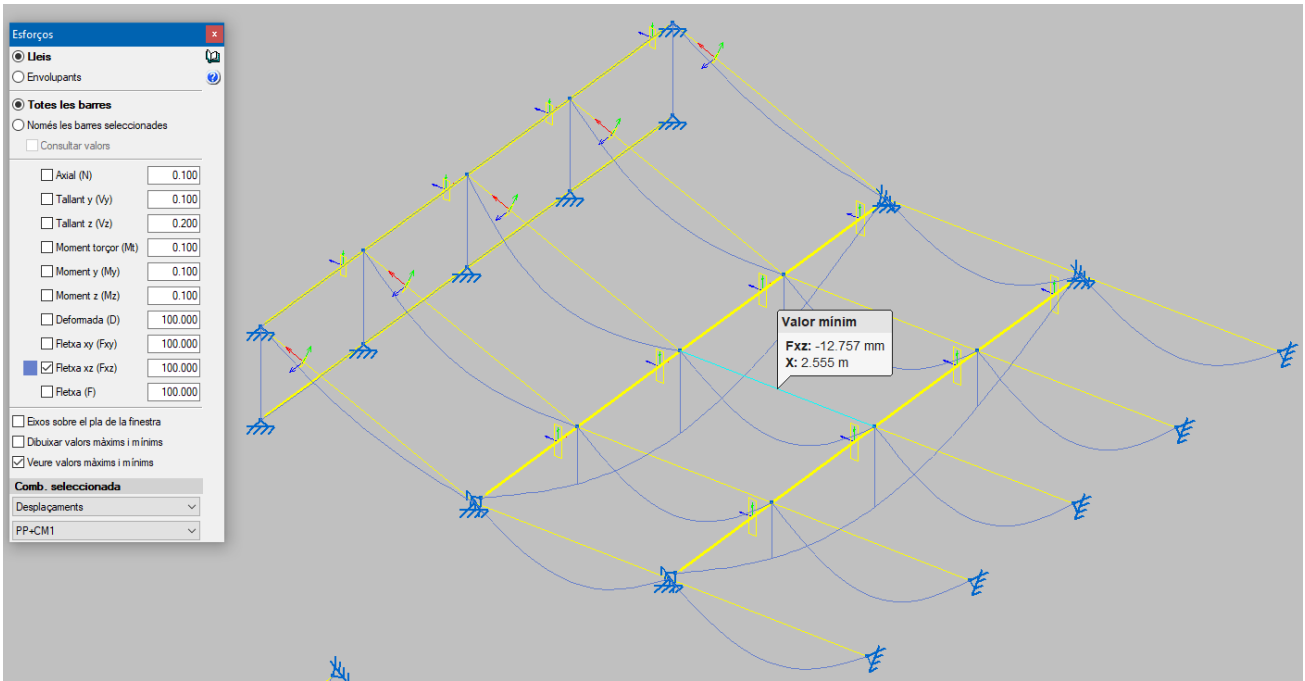 Esforços
x
Lleis
Envolupants
Totes les barres
Només les barres seleccionades
Consultar valors
Axial (N) 0.100
Tallant y (Vy) 0.100
Tallant z (Vz) 0.200
Moment torçor (Mt) 0.100
Moment y (My) 0.100
Moment z (Mz) 0.100
Deformada (D) 100.000
Fletxa xy (Fxy) 100.000
Fletxa xz (Fxz) 100.000
Fletxa (F) 100.000
Eixos sobre el pla de la finestra
Dibuixar valors màxims i mínims
Veure valors màxims i mínims
Comb. seleccionada
Desplaçaments
PP+CM1
Valor mínim
Fxz: -12.757 mm
X: 2.555 m